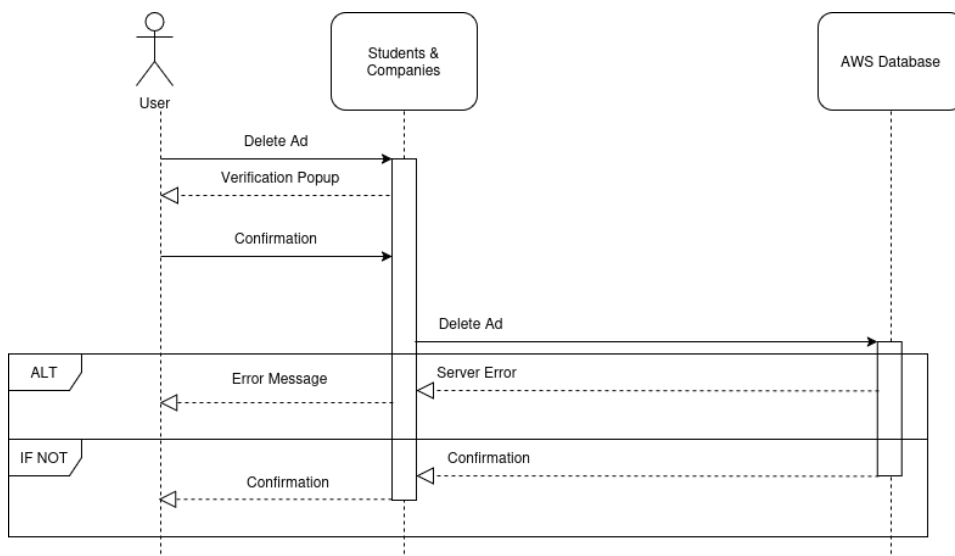 Students &
Companies
AWS Database
User
Delete Ad
Verification Popup
Confirmation
Delete Ad
ALT
Server Error
Error Message
IF NOT
Confirmation
Confirmation